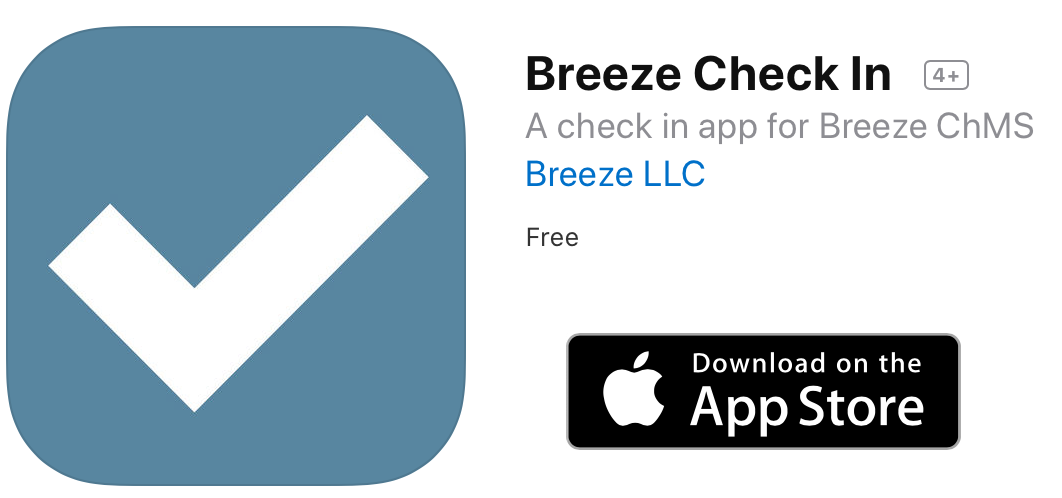 Breeze Check In 4+
A check in app for Breeze ChMS
Breeze LLC
Free
Download on the
App Store